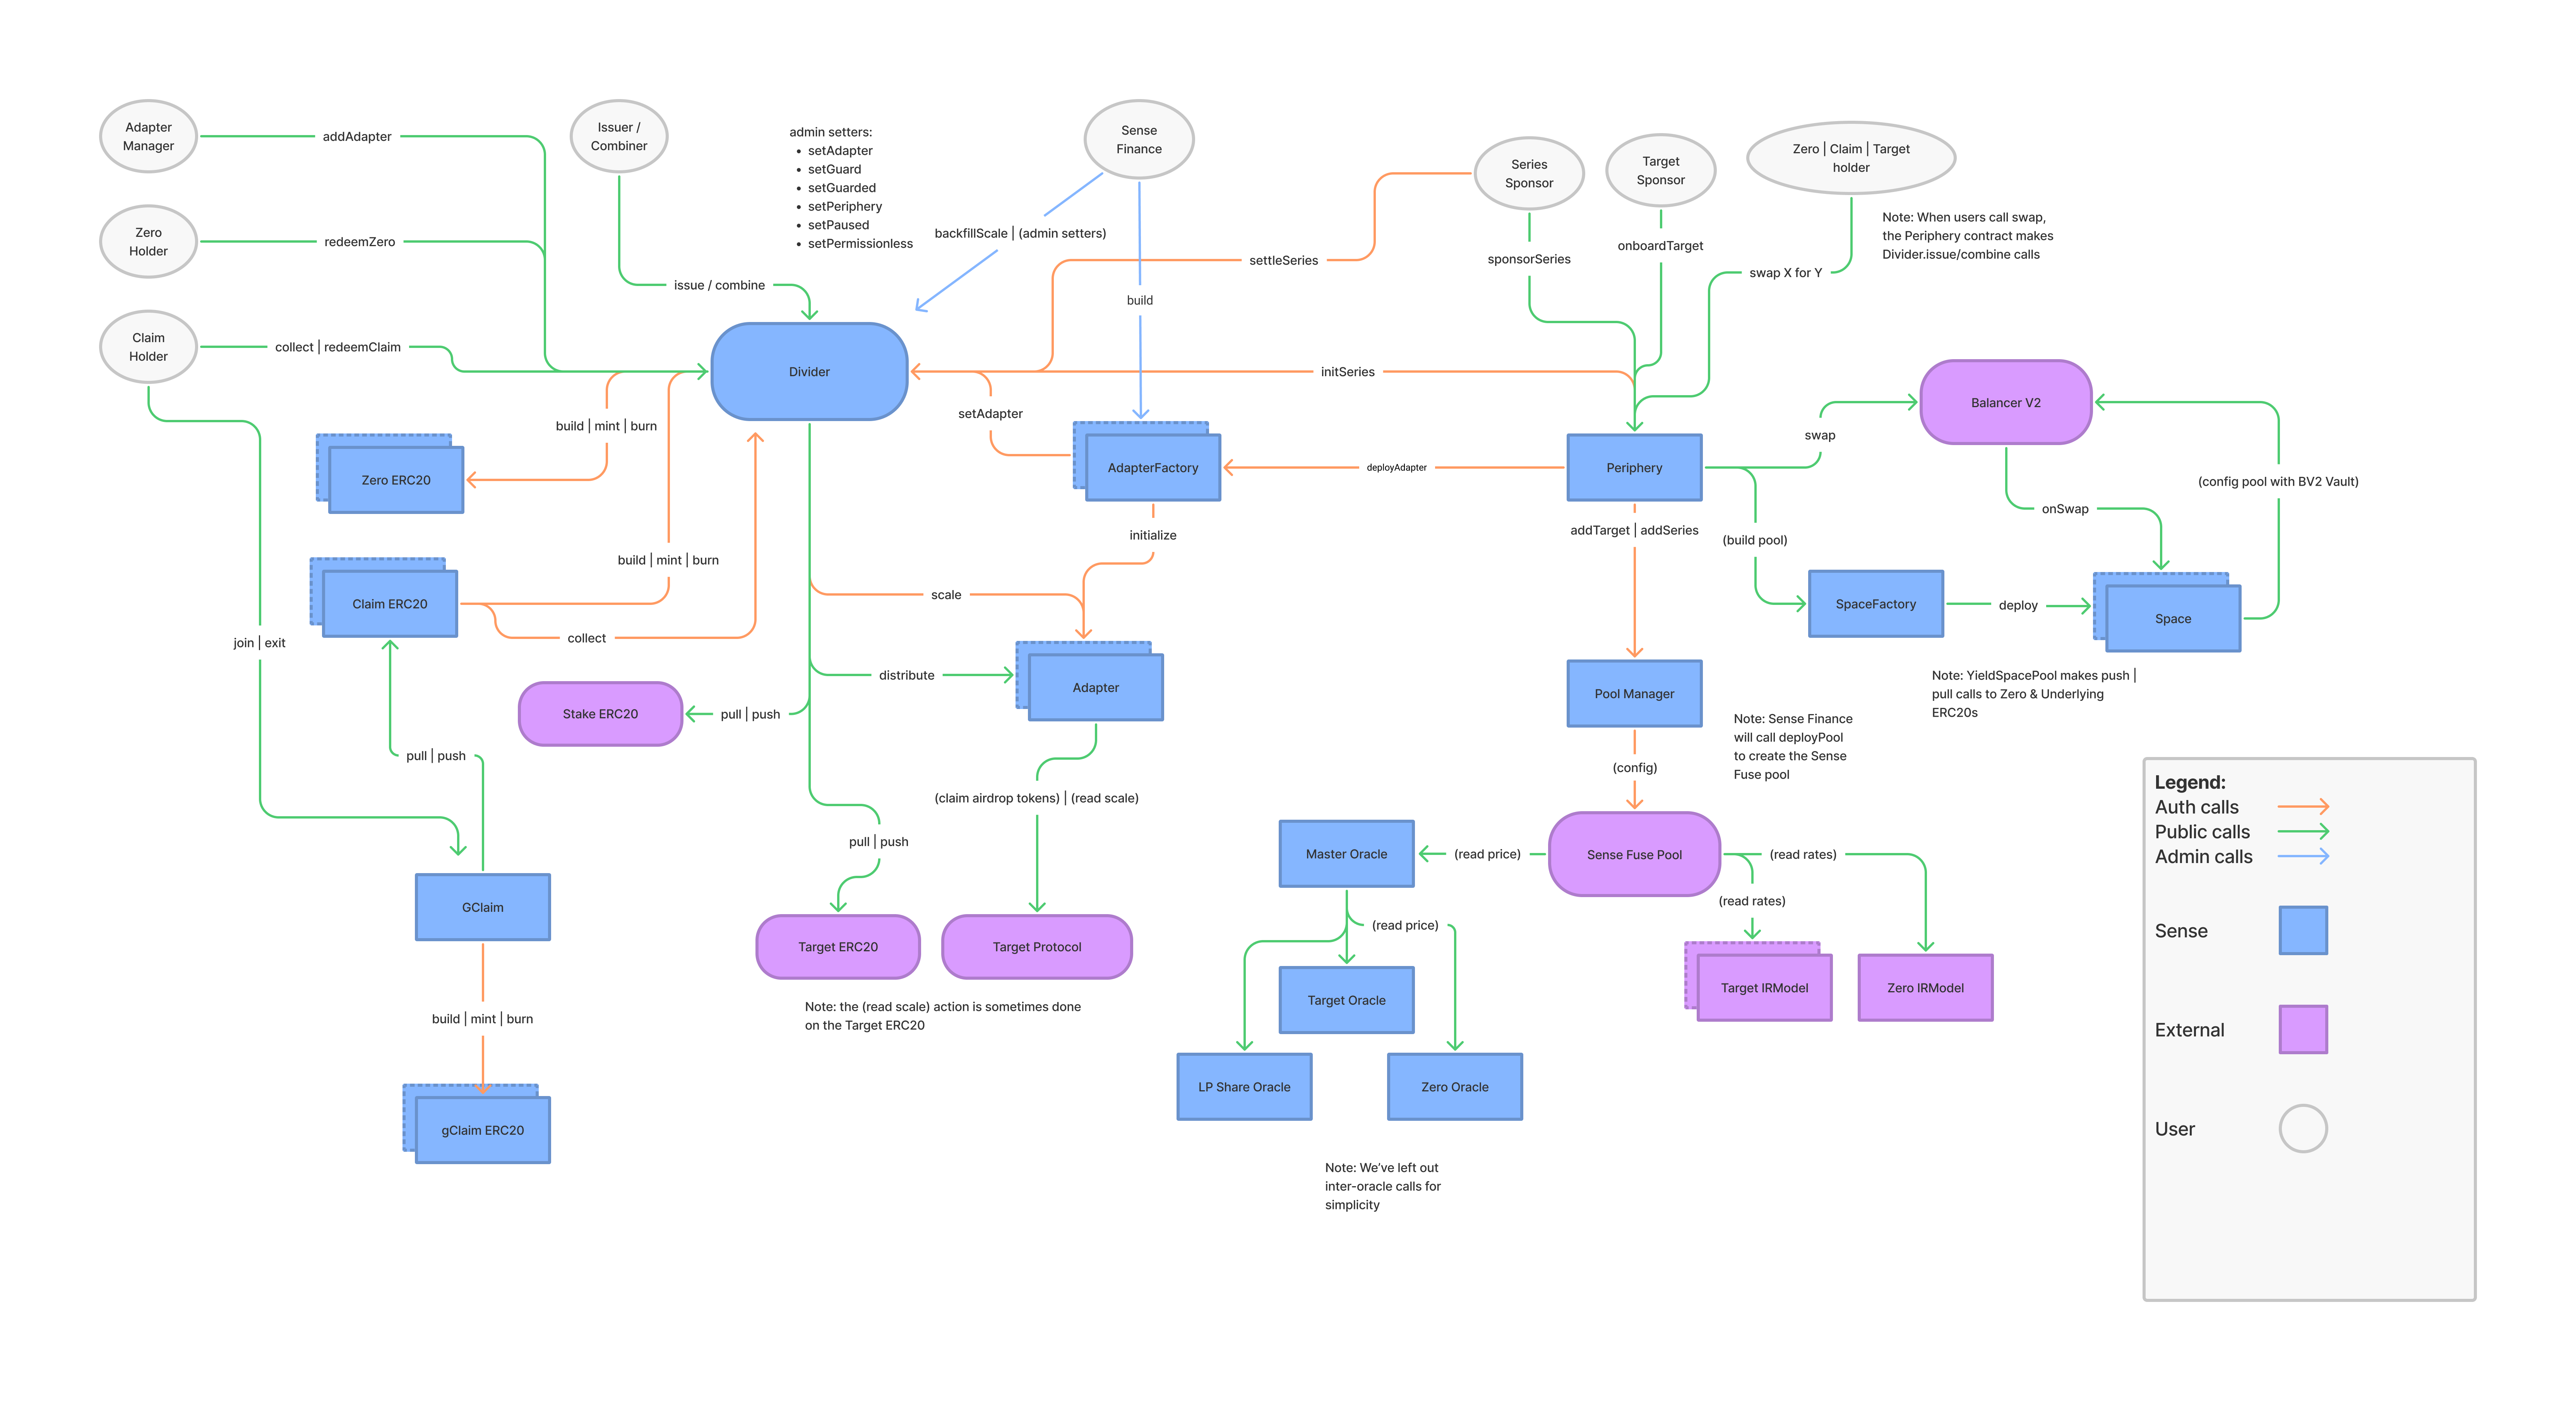 Adapter
Manager
addAdapter
Issuer /
Combiner
admin setters:
• setAdapter
• setGuard
• setGuarded
• setPeriphery
• setPaused
• setPermissionless
Sense
Finance
Series
Sponsor
Target
Sponsor
Zero | Claim | Target
holder
Note: When users call swap,
the Periphery contract makes
Divider.issue/combine calls
Zero
Holder
redeemZero
backfillScale | (admin setters)
settleSeries
sponsorSeries
onboardTarget
swap X for Y
issue / combine
build
Claim
Holder
collect | redeemClaim
Divider
initSeries
Balancer V2
setAdapter
build | mint | burn
swap
Zero ERC20
AdapterFactory
deployAdapter
Periphery
(config pool with BV2 Vault)
onSwap
initialize
addTarget | addSeries
(build pool)
build | mint | burn
scale
Claim ERC20
collect
SpaceFactory
deploy
Space
join | exit
distribute
Adapter
Pool Manager
Note: YieldSpacePool makes push |
pull calls to Zero & Underlying
ERC20s
Stake ERC20
pull | push
Note: Sense Finance
will call deployPool
to create the Sense
Fuse pool
pull | push
(config)
(claim airdrop tokens) | (read scale)
pull | push
Master Oracle
(read price)
Sense Fuse Pool
(read rates)
(read rates)
GClaim
(read price)
Target ERC20
Target Protocol
Target Oracle
Target IRModel
Zero IRModel
Note: the (read scale) action is sometimes done
on the Target ERC20
build | mint | burn
LP Share Oracle
Zero Oracle
gClaim ERC20
Note: We've left out
inter-oracle calls for
simplicity
Legend:
Auth calls
Public calls
Admin calls
Sense
External
User